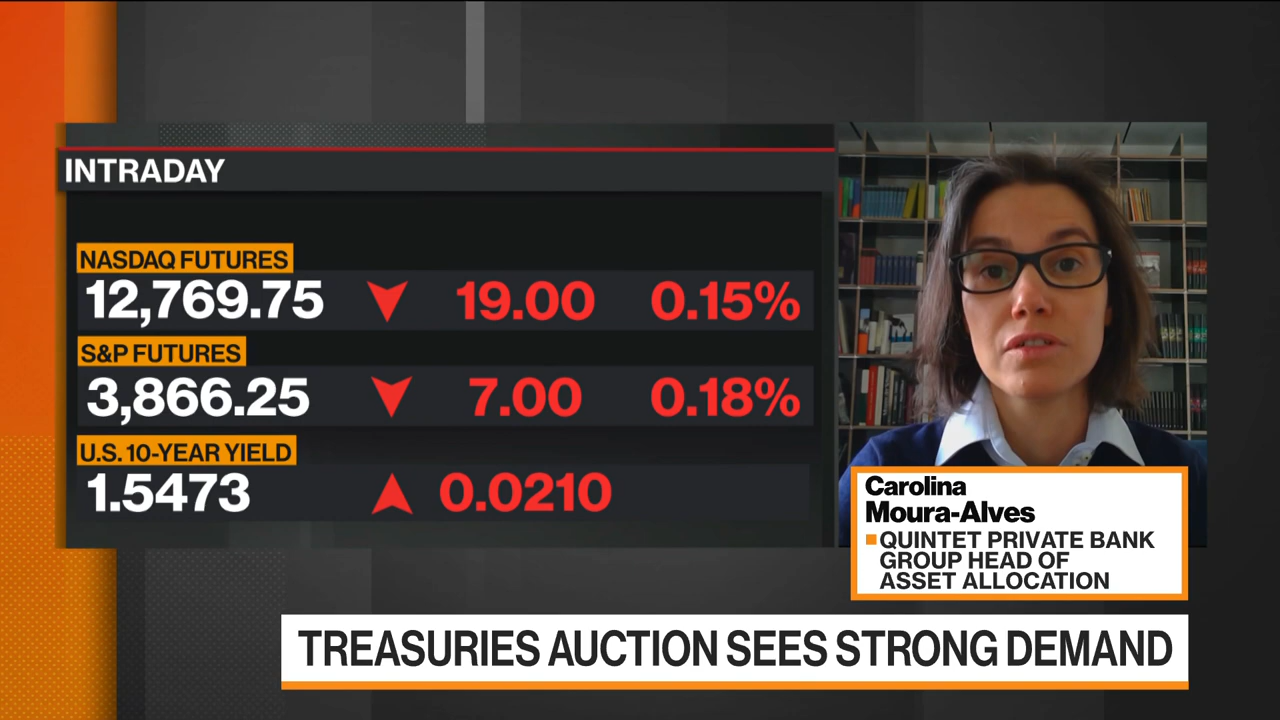 INTRADAY
NASDAQ FUTURES
12,769.75 ▼ 19.00 0.15%
S&P FUTURES
3,866.25 ▼ 7.00 0.18%
U.S. 10-YEAR YIELD
1.5473 ▲ 0.0210
Carolina
Moura-Alves
QUINTET PRIVATE BANK
GROUP HEAD OF
ASSET ALLOCATION
TREASURIES AUCTION SEES STRONG DEMAND